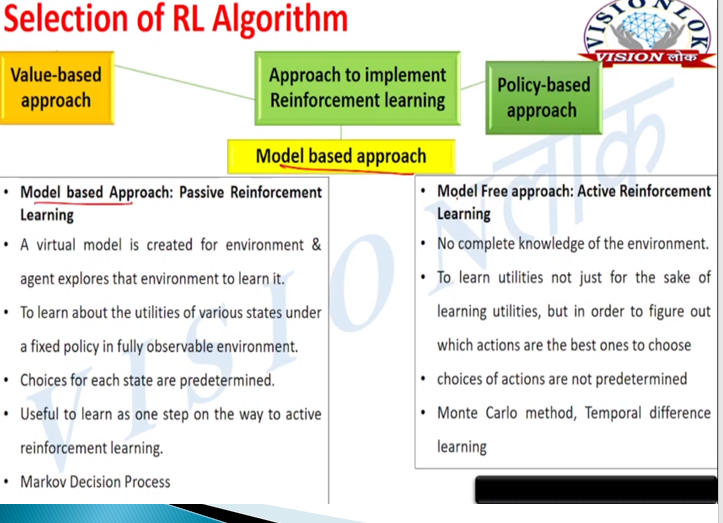 Selection of RL Algorithm
VISIONLOK
VISION लोक
Value-based
approach
Approach to implement
Reinforcement learning
Policy-based
approach
Model based approach
• Model based Approach: Passive Reinforcement
Learning
• A virtual model is created for environment &
agent explores that environment to learn it.
• To learn about the utilities of various states under
a fixed policy in fully observable environment.
• Choices for each state are predetermined.
• Useful to learn as one step on the way to active
reinforcement learning.
• Markov Decision Process
• Model Free approach: Active Reinforcement
Learning
• No complete knowledge of the environment.
• To learn utilities not just for the sake of
learning utilities, but in order to figure out
which actions are the best ones to choose
• choices of actions are not predetermined
• Monte Carlo method, Temporal difference
learning
VISION लोक